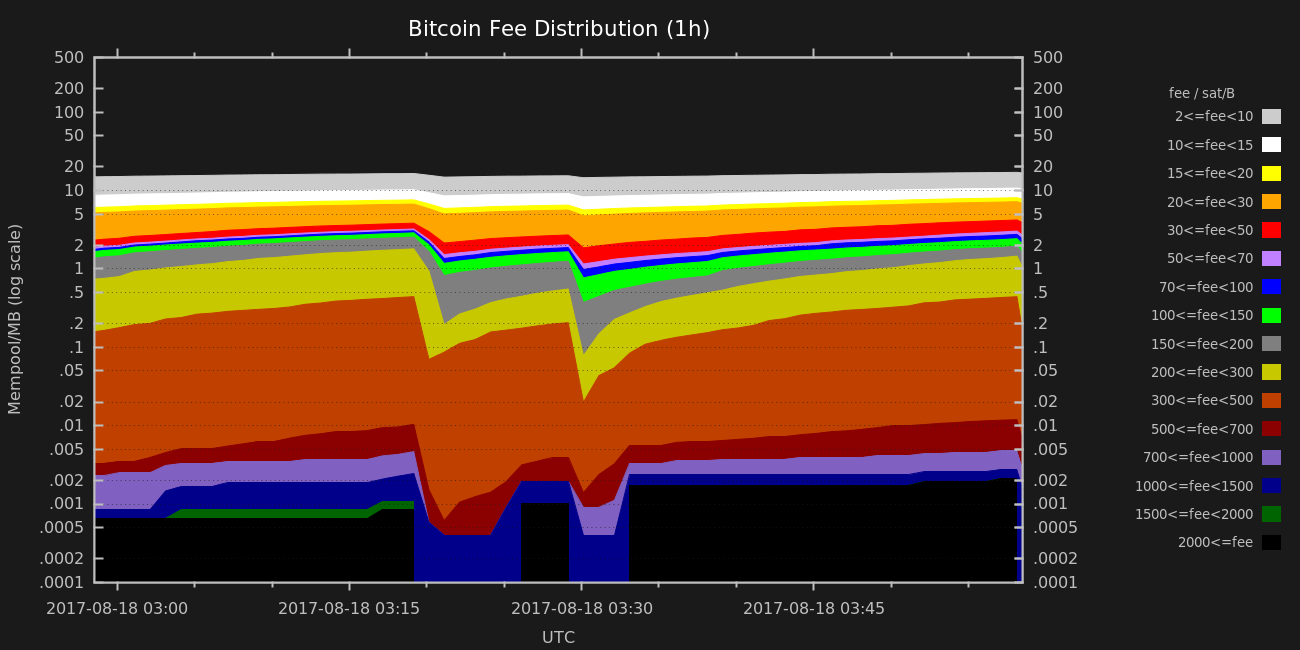 Bitcoin Fee Distribution (1h)
500 500
200 200
100 100
50 50
20 20
10 10
5 5
2 2
1 1
.5 .5
.2 .2
.1 .1
.05 .05
.02 .02
.01 .01
.005 .005
.002 .002
.001 .001
.0005 .0005
.0002 .0002
.0001 .0001
Mempool/MB (log scale)
2017-08-18 03:00 2017-08-18 03:15 2017-08-18 03:30 2017-08-18 03:45
UTC
fee / sat/B
2<=fee<10
10<=fee<15
15<=fee<20
20<=fee<30
30<=fee<50
50<=fee<70
70<=fee<100
100<=fee<150
150<=fee<200
200<=fee<300
300<=fee<500
500<=fee<700
700<=fee<1000
1000<=fee<1500
1500<=fee<2000
2000<=fee